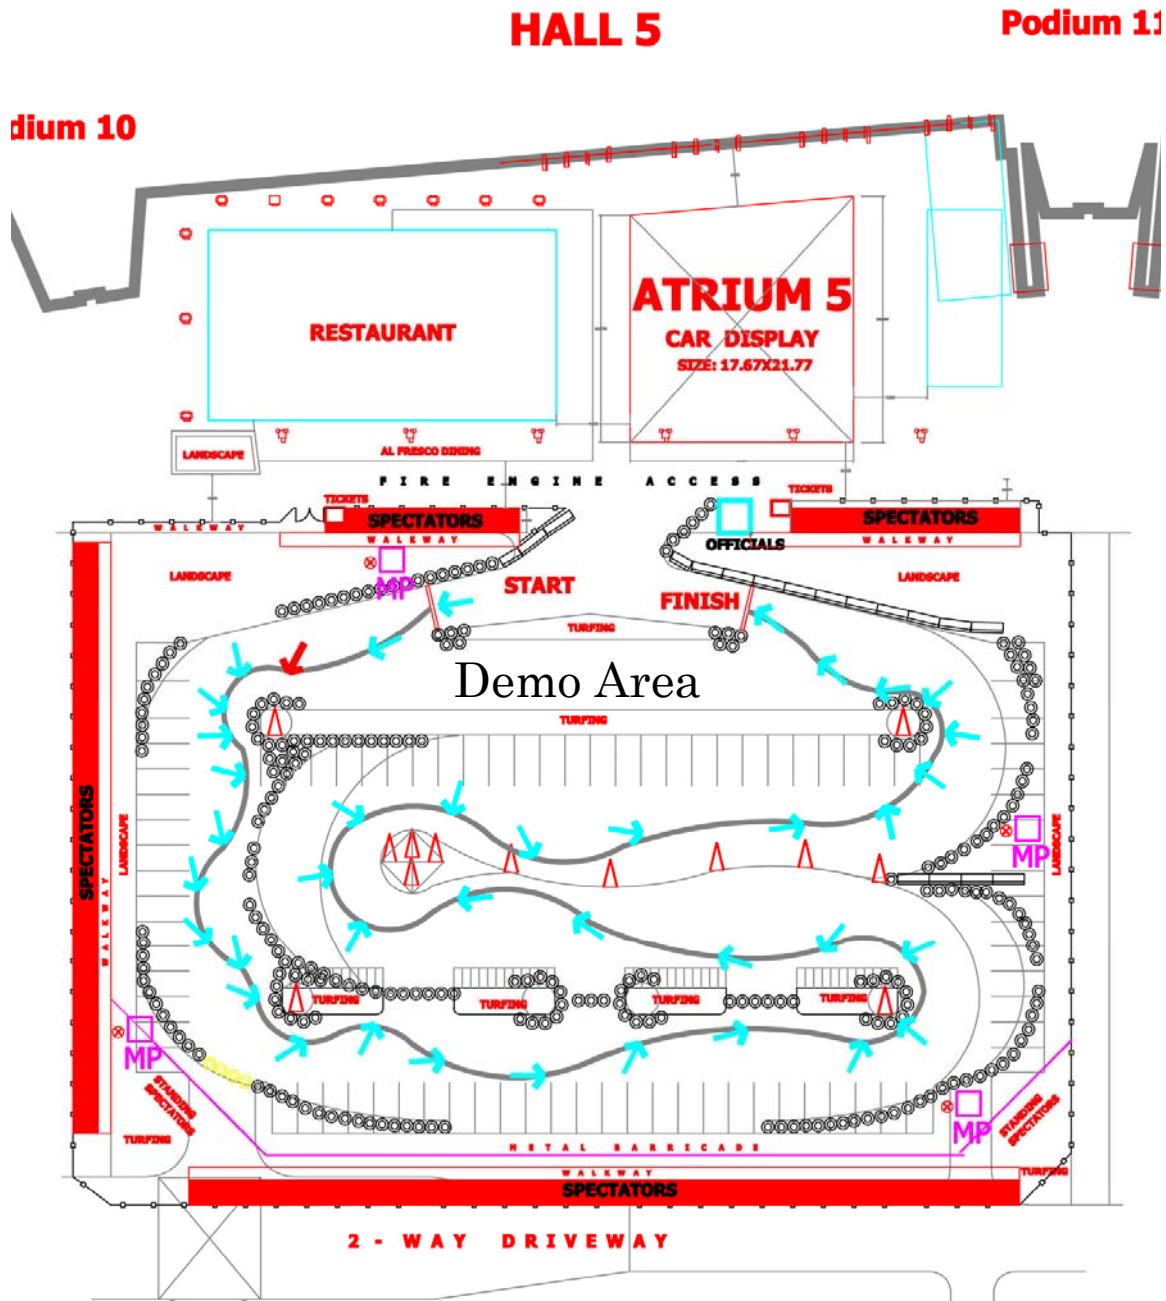 HALL 5
Podium 11
dium 10
ATRIUM 5
CAR DISPLAY
SIZE: 17.67X21.77
RESTAURANT
LANDSCAPE
AL FRESCO DINING
FIRE ENGINE ACCESS
TICKETS
TICKETS
SPECTATORS
SPECTATORS
WALKWAY
WALKWAY
WALKWAY
OFFICIALS
LANDSCAPE
MP
START
LANDSCAPE
FINISH
TURFING
Demo Area
TURFING
SPECTATORS
LANDSCAPE
WALKWAY
LANDSCAPE
MP
TURFING
TURFING
TURFING
TURFING
MP
STANDING
SPECTATORS
MP
STANDING
SPECTATORS
TURFING
METAL BARRICADE
WALKWAY
TURFING
SPECTATORS
2 - WAY DRIVEWAY